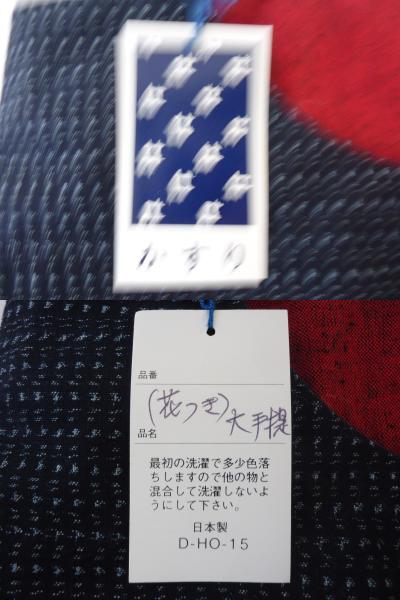 かすり
品番
(花つき)
品名 大手提
最初の洗濯で多少色落
ちしますので他の物と
混合して洗濯しないよ
うにして下さい。
日本製
D-HO-15